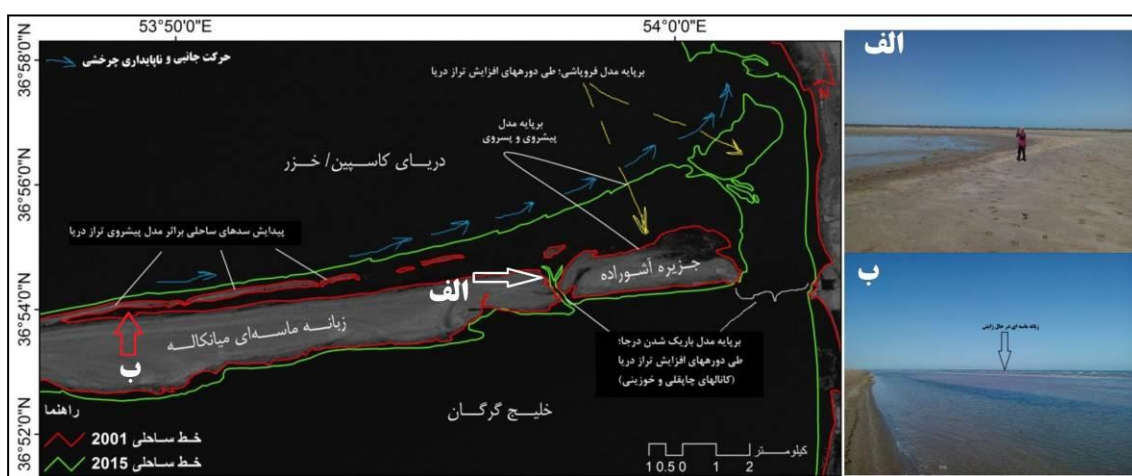 53°50'0"E
54°0'0"E
36°58'0"N
36°56'0"N
36°54'0"N
36°52'0"N
حرکت جانبی و ناپایداری چرخشی
برپایه مدل فروپاشی؛ طی دورههای افزایش تراز دریا
برپایه مدل
پیشروی و پسروی
دریای کاسپین/ خزر
پیدایش سدهای ساحلی براثر مدل پیشروی تراز دریا
جزیره آشوراده
الف
زبانه ماسه‌ای میانکاله
ب
برپایه مدل باریک شدن درجا؛
طی دورههای افزایش تراز دریا
(کانالهای چاپقلی و خوزینی)
خلیج گرگان
راهنما
خط ساحلی 2001
خط ساحلی 2015
کیلومتر
1 0.5 0 1 2
الف
ب
زبانه ماسه ای در حال زایش